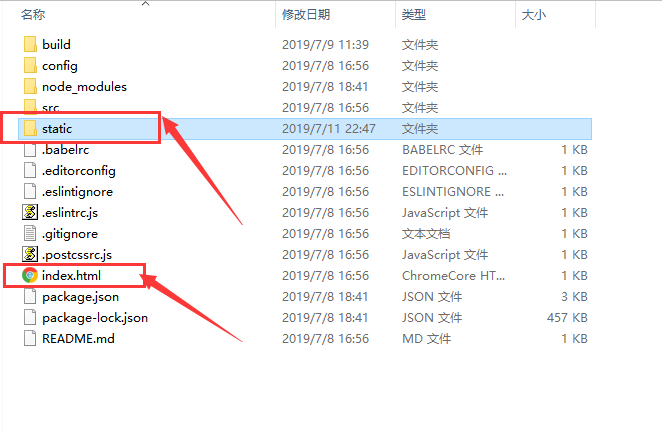 名称 修改日期 类型 大小
build 2019/7/9 11:39 文件夹
config 2019/7/8 16:56 文件夹
node_modules 2019/7/8 18:41 文件夹
src 2019/7/8 16:56 文件夹
static 2019/7/11 22:47 文件夹
.babelrc 2019/7/8 16:56 BABELRC 文件 1 KB
.editorconfig 2019/7/8 16:56 EDITORCONFIG ... 1 KB
.eslintignore 2019/7/8 16:56 ESLINTIGNORE ... 1 KB
.eslintrc.js 2019/7/8 16:56 JavaScript 文件 1 KB
.gitignore 2019/7/8 16:56 文本文档 1 KB
.postcssrc.js 2019/7/8 16:56 JavaScript 文件 1 KB
index.html 2019/7/8 16:56 ChromeCore HT... 1 KB
package.json 2019/7/8 18:41 JSON 文件 3 KB
package-lock.json 2019/7/8 18:41 JSON 文件 457 KB
README.md 2019/7/8 16:56 MD 文件 1 KB